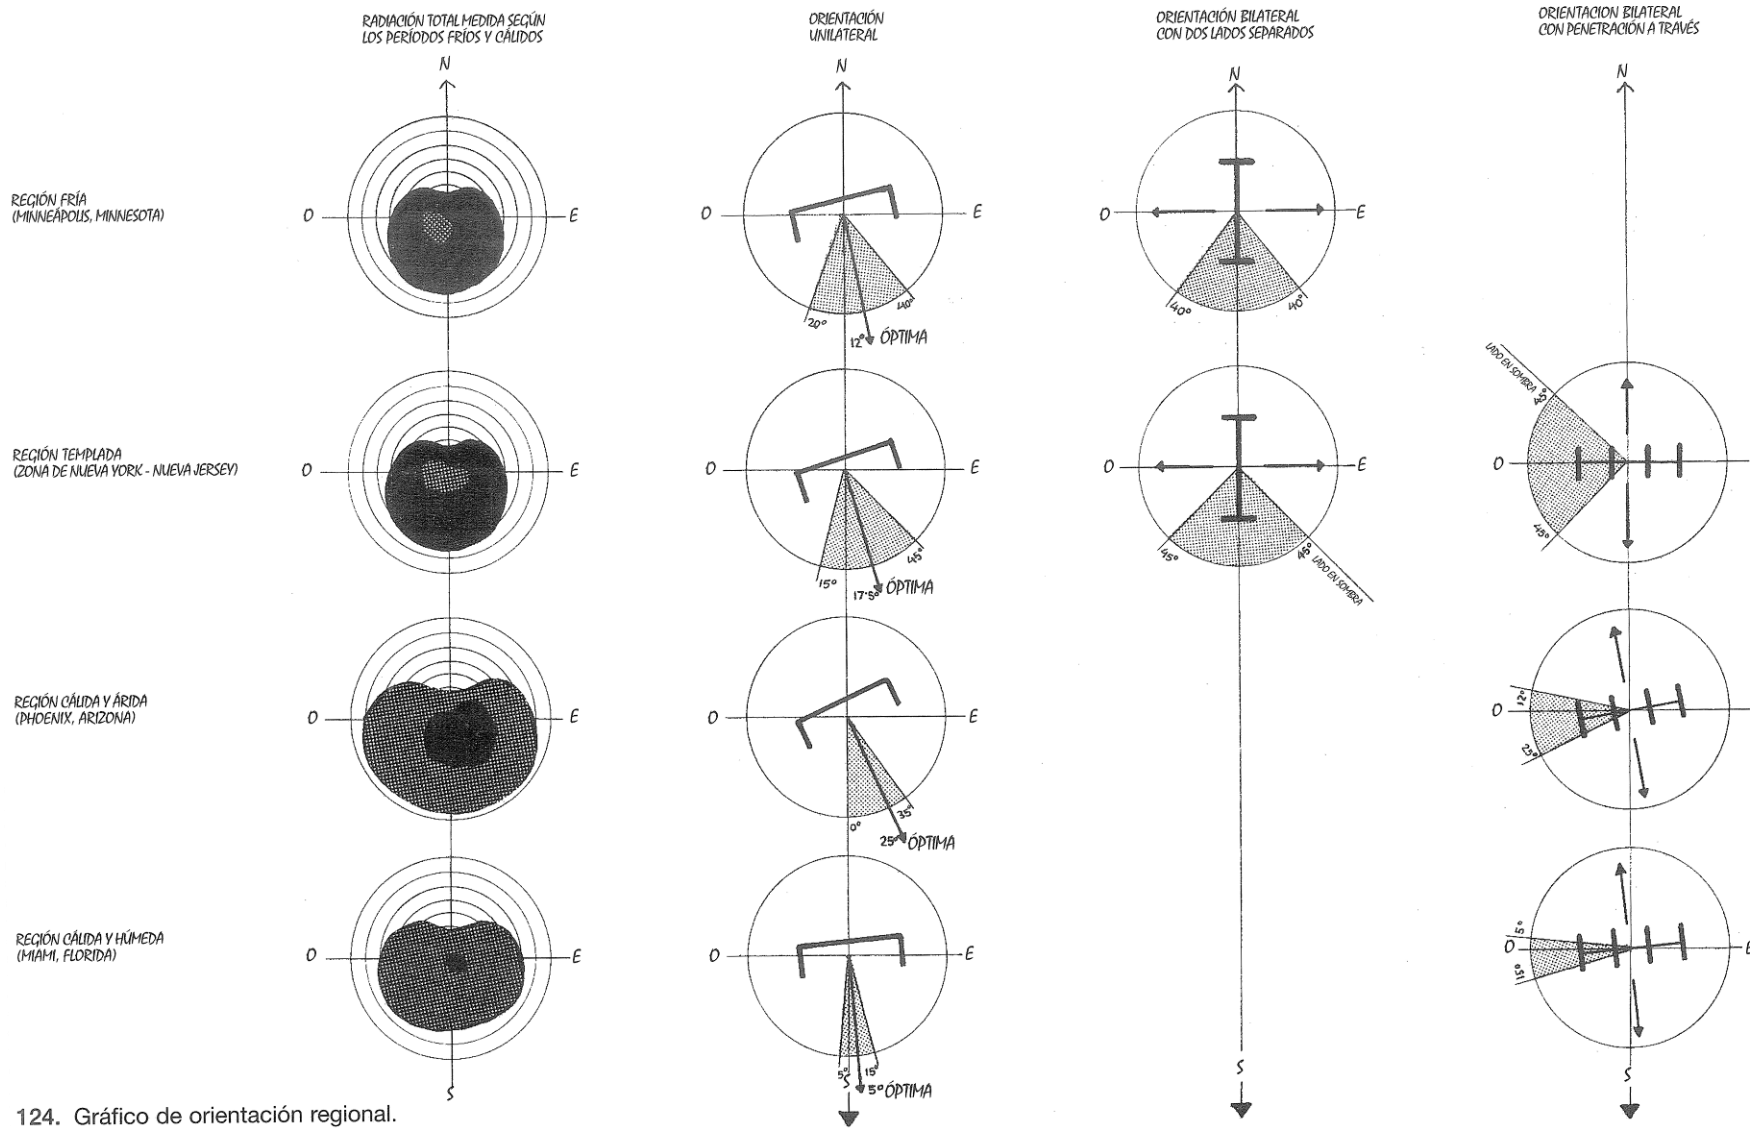 RADIACIÓN TOTAL MEDIDA SEGÚN
LOS PERÍODOS FRÍOS Y CÁLIDOS
ORIENTACIÓN
UNILATERAL
ORIENTACIÓN BILATERAL
CON DOS LADOS SEPARADOS
ORIENTACION BILATERAL
CON PENETRACIÓN A TRAVÉS
N
N
N
N
REGIÓN FRÍA
(MINNEÁPOLIS, MINNESOTA)
O
E
O
E
20°
12°
40°
ÓPTIMA
O
E
40°
40°
REGIÓN TEMPLADA
(ZONA DE NUEVA YORK - NUEVA JERSEY)
O
E
O
E
15°
17'5°
45°
ÓPTIMA
O
E
45°
45°
LADO EN SOMBRA
LADO EN SOMBRA
45°
O
45°
REGIÓN CÁLIDA Y ÁRIDA
(PHOENIX, ARIZONA)
O
E
O
E
0°
35°
25°
ÓPTIMA
12°
O
25°
REGIÓN CÁLIDA Y HÚMEDA
(MIAMI, FLORIDA)
O
E
O
E
5°
15°
5° ÓPTIMA
5°
O
E
15°
S
S
S
S
124. Gráfico de orientación regional.